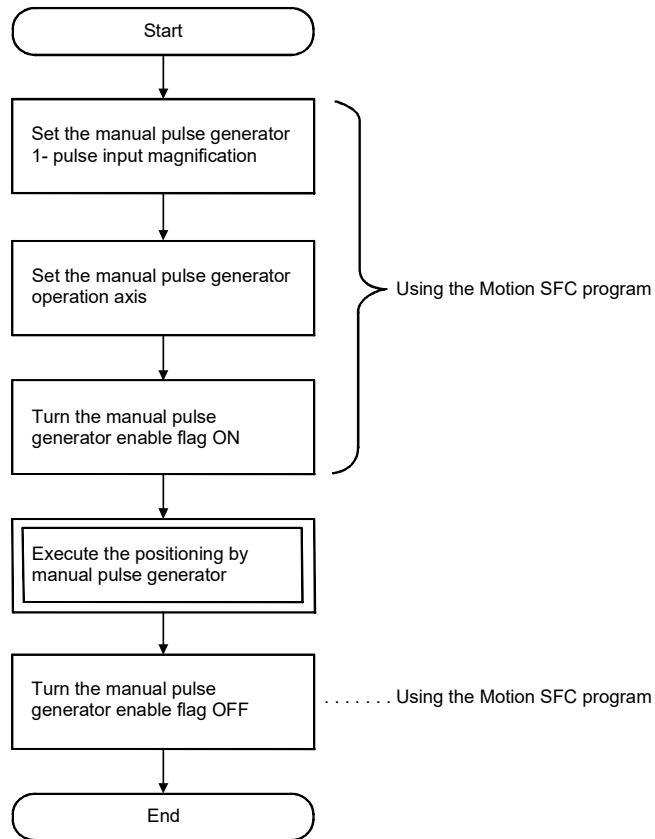 Start
Set the manual pulse generator
1- pulse input magnification
Set the manual pulse generator
operation axis
Using the Motion SFC program
Turn the manual pulse
generator enable flag ON
Execute the positioning by
manual pulse generator
Turn the manual pulse
generator enable flag OFF
. . . . . . . Using the Motion SFC program
End